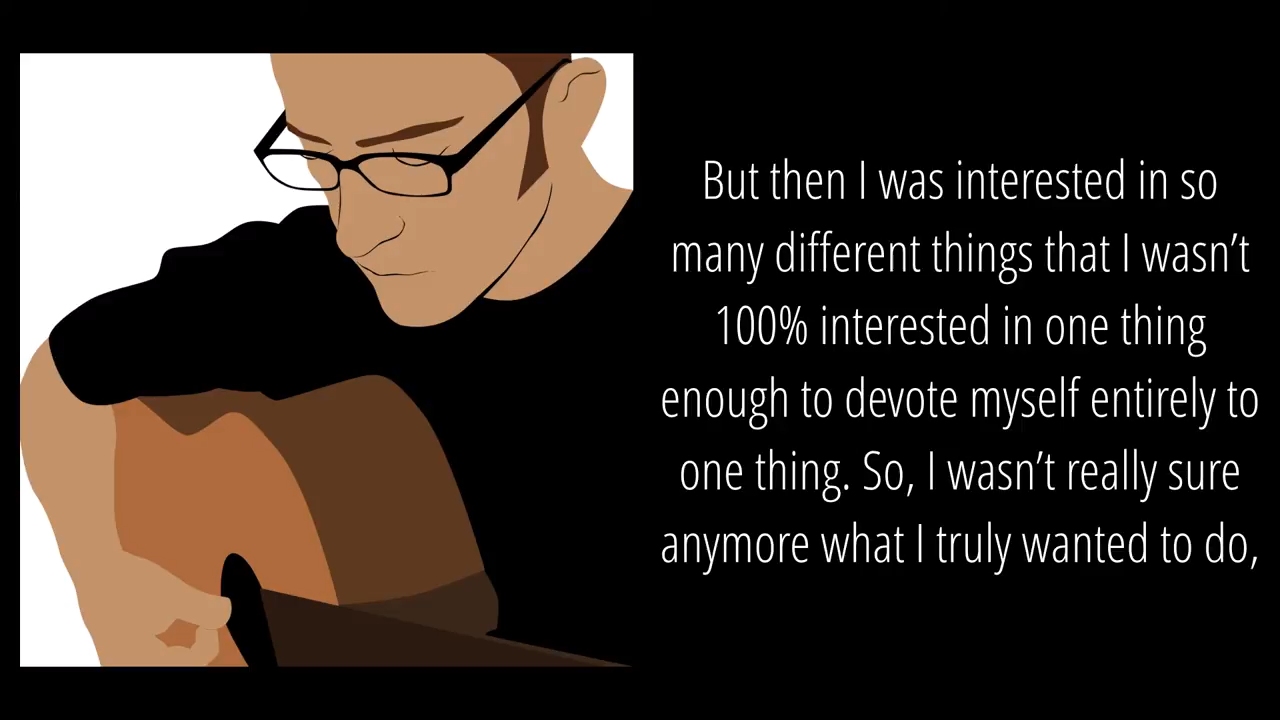 But then I was interested in so
many different things that I wasn’t
100% interested in one thing
enough to devote myself entirely to
one thing. So, I wasn’t really sure
anymore what I truly wanted to do,